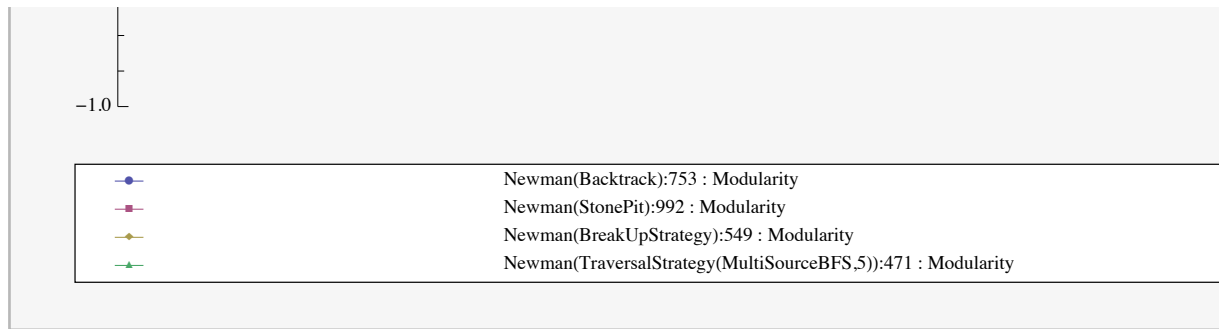 −1.0
Newman(Backtrack):753 : Modularity
Newman(StonePit):992 : Modularity
Newman(BreakUpStrategy):549 : Modularity
Newman(TraversalStrategy(MultiSourceBFS,5)):471 : Modularity